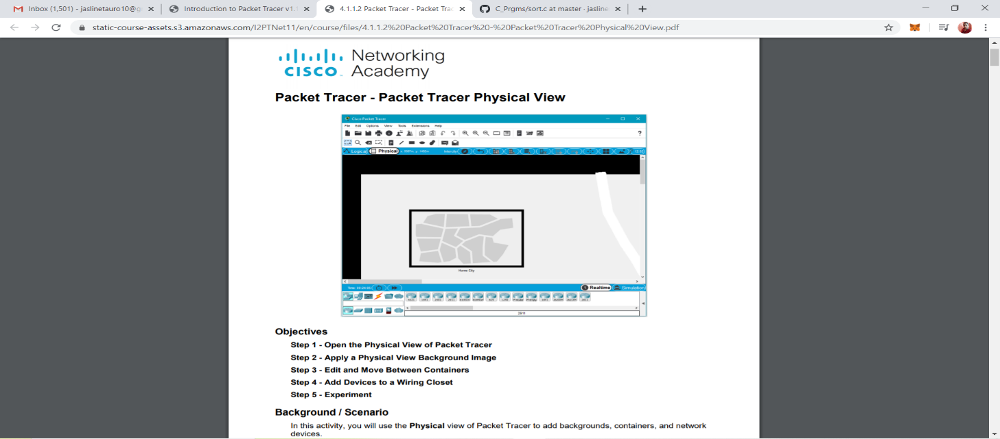 Inbox (1,501) - jaslinetauro10@g
Introduction to Packet Tracer v1.1
4.1.1.2 Packet Tracer - Packet Trac
C_Prgms/sort.c at master · jasline
static-course-assets.s3.amazonaws.com/I2PTNet11/en/course/files/4.1.1.2%20Packet%20Tracer%20-%20Packet%20Tracer%20Physical%20View.pdf
CISCO
Networking
Academy
Packet Tracer - Packet Tracer Physical View
Cisco Packet Tracer
File Edit Options View Tools Extensions Help
Logical Physical
Home City
Realtime Simulation
2911
Objectives
Step 1 - Open the Physical View of Packet Tracer
Step 2 - Apply a Physical View Background Image
Step 3 - Edit and Move Between Containers
Step 4 - Add Devices to a Wiring Closet
Step 5 - Experiment
Background / Scenario
In this activity, you will use the Physical view of Packet Tracer to add backgrounds, containers, and network
devices.